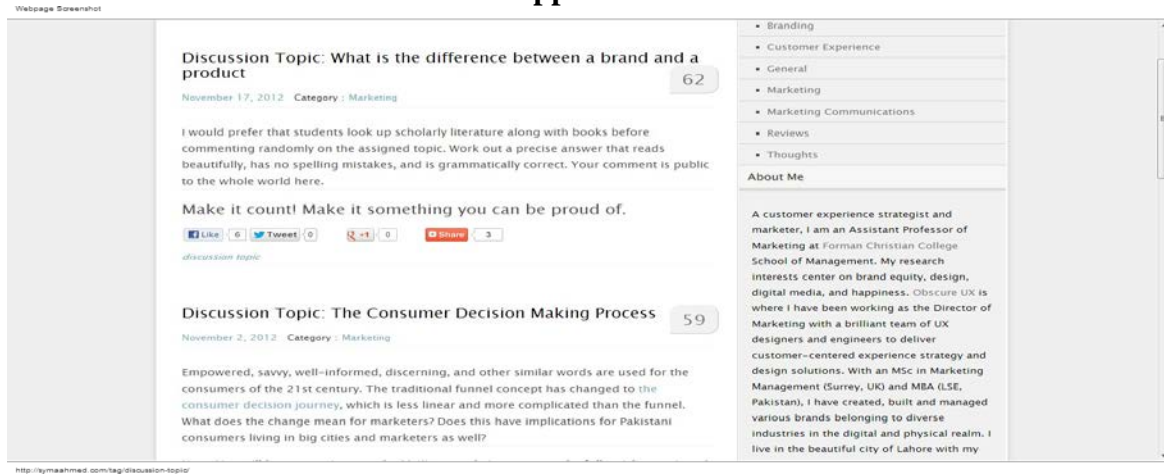 Webpage Screenshot
Discussion Topic: What is the difference between a brand and a
product
62
November 17, 2012 Category : Marketing
I would prefer that students look up scholarly literature along with books before
commenting randomly on the assigned topic. Work out a precise answer that reads
beautifully, has no spelling mistakes, and is grammatically correct. Your comment is public
to the whole world here.
Make it count! Make it something you can be proud of.
Like 6 Tweet 0 +1 0 Share 3
discussion topic
Discussion Topic: The Consumer Decision Making Process
59
November 2, 2012 Category : Marketing
Empowered, savvy, well-informed, discerning, and other similar words are used for the
consumers of the 21st century. The traditional funnel concept has changed to the
consumer decision journey, which is less linear and more complicated than the funnel.
What does the change mean for marketers? Does this have implications for Pakistani
consumers living in big cities and marketers as well?
Branding
Customer Experience
General
Marketing
Marketing Communications
Reviews
Thoughts
About Me
A customer experience strategist and
marketer, I am an Assistant Professor of
Marketing at Forman Christian College
School of Management. My research
interests center on brand equity, design,
digital media, and happiness. Obscure UX is
where I have been working as the Director of
Marketing with a brilliant team of UX
designers and engineers to deliver
customer-centered experience strategy and
design solutions. With an MSc in Marketing
Management (Surrey, UK) and MBA (LSE,
Pakistan), I have created, built and managed
various brands belonging to diverse
industries in the digital and physical realm. I
live in the beautiful city of Lahore with my
http://symaahmed.com/tag/discussion-topic/